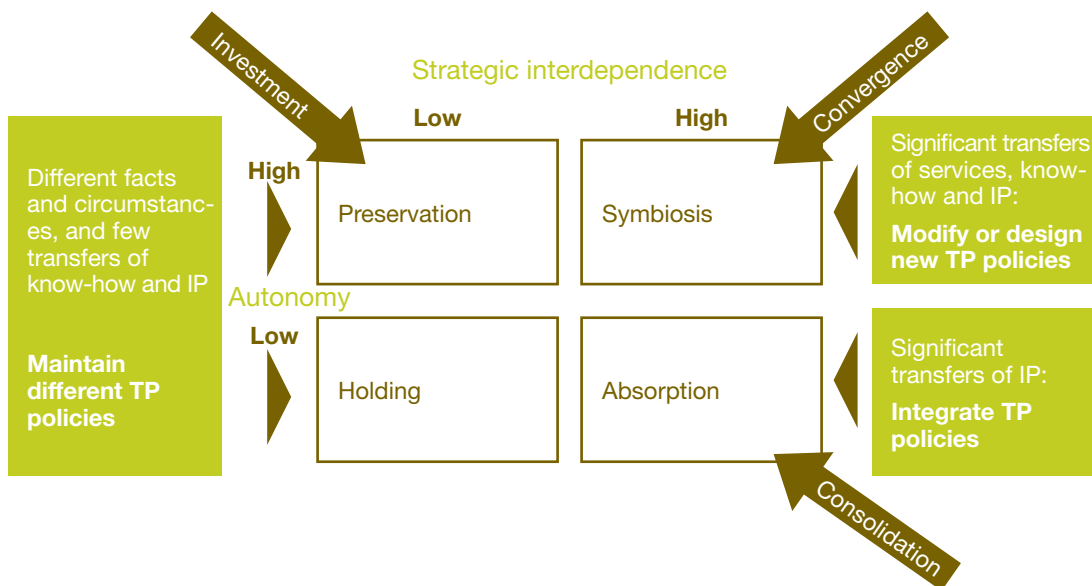 Investment
Strategic interdependence
Convergence
Low
High
Different facts
and circumstanc-
es, and few
transfers of
know-how and IP
Maintain
different TP
policies
High
Preservation
Symbiosis
Significant transfers
of services, know-
how and IP:
Modify or design
new TP policies
Autonomy
Low
Holding
Absorption
Significant
transfers of IP:
Integrate TP
policies
Consolidation